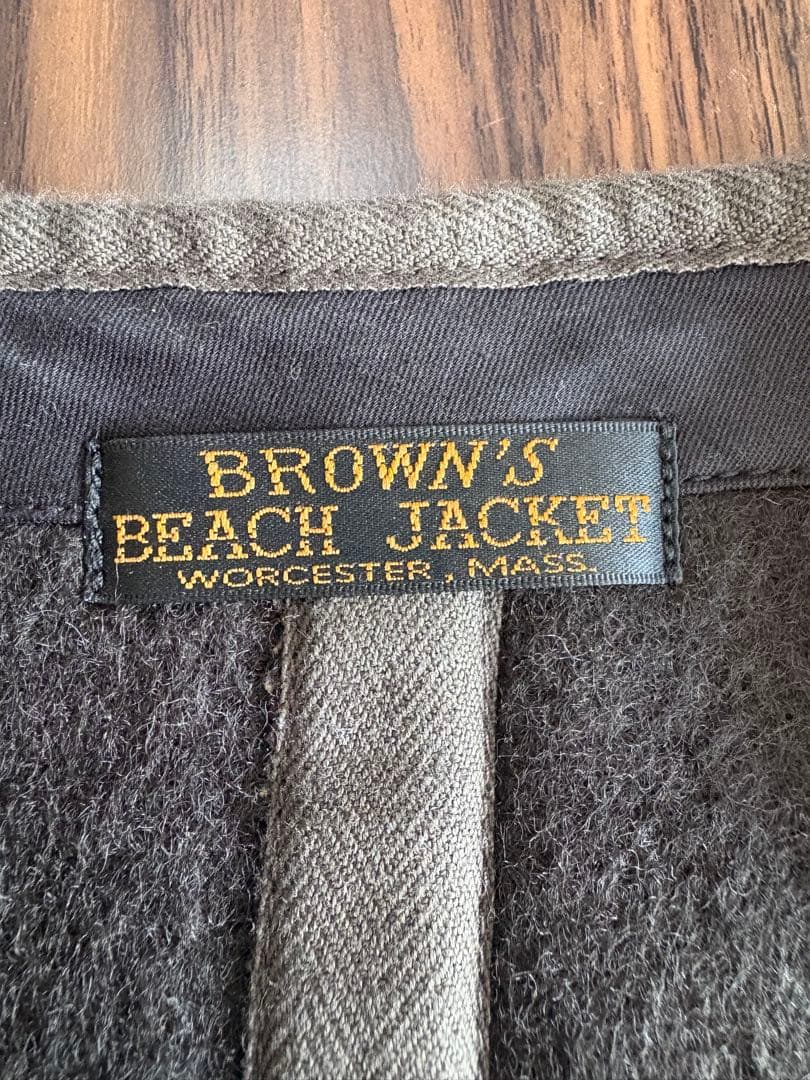 BROWN'S
BEACH JACKET
WORCESTER, MASS.